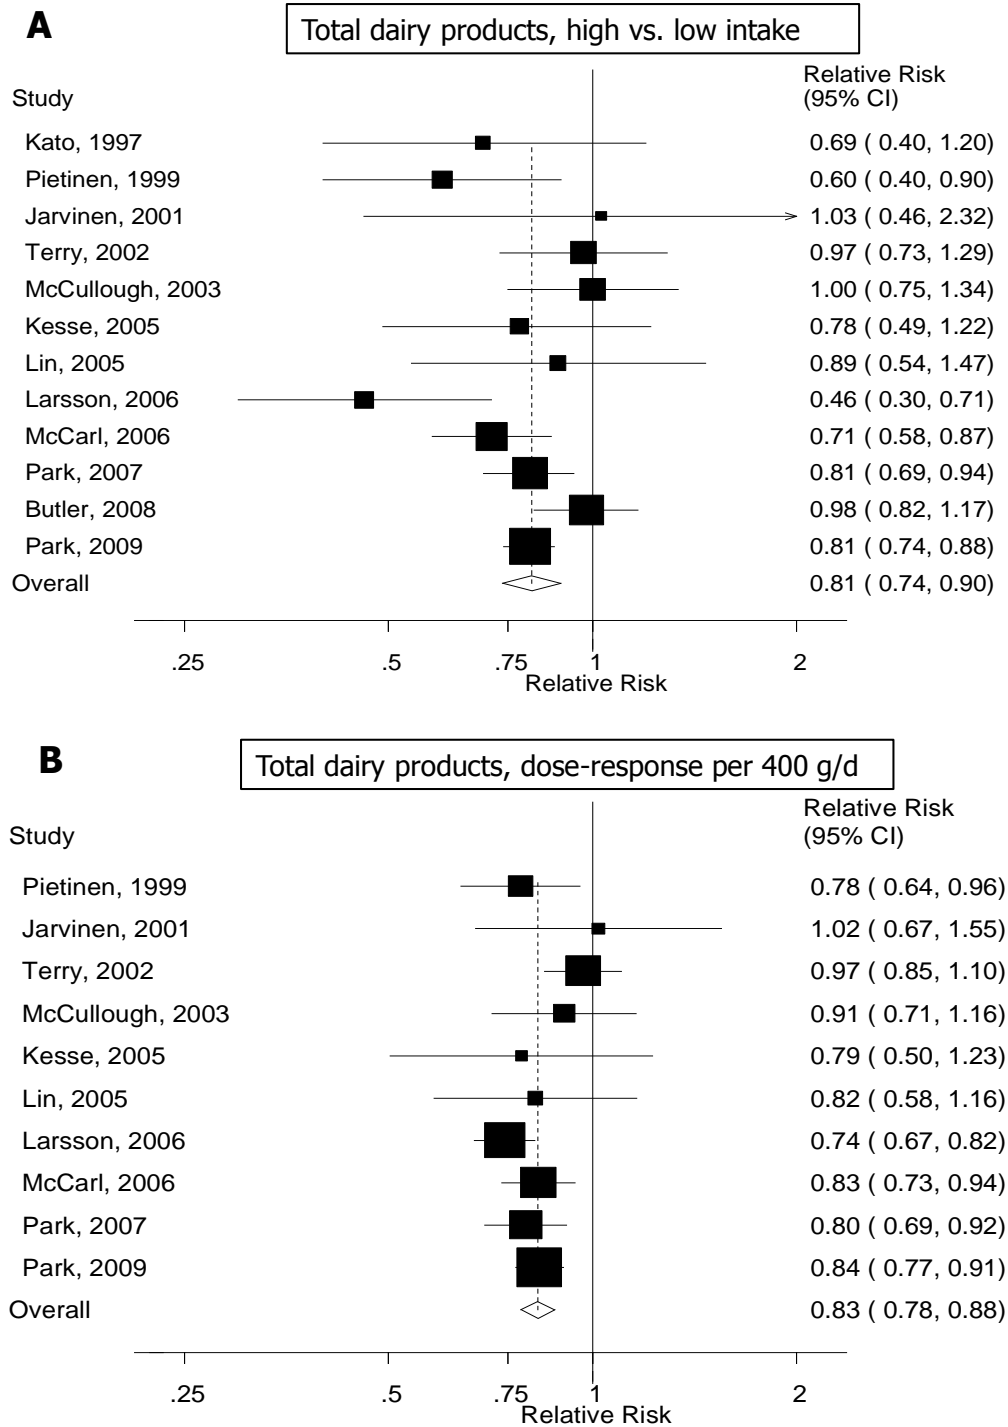 A
Total dairy products, high vs. low intake
Relative Risk
Study (95% CI)
Kato, 1997 0.69 ( 0.40, 1.20)
Pietinen, 1999 0.60 ( 0.40, 0.90)
Jarvinen, 2001 1.03 ( 0.46, 2.32)
Terry, 2002 0.97 ( 0.73, 1.29)
McCullough, 2003 1.00 ( 0.75, 1.34)
Kesse, 2005 0.78 ( 0.49, 1.22)
Lin, 2005 0.89 ( 0.54, 1.47)
Larsson, 2006 0.46 ( 0.30, 0.71)
McCarl, 2006 0.71 ( 0.58, 0.87)
Park, 2007 0.81 ( 0.69, 0.94)
Butler, 2008 0.98 ( 0.82, 1.17)
Park, 2009 0.81 ( 0.74, 0.88)
Overall 0.81 ( 0.74, 0.90)
.25 .5 .75 1 2
Relative Risk
B
Total dairy products, dose-response per 400 g/d
Relative Risk
Study (95% CI)
Pietinen, 1999 0.78 ( 0.64, 0.96)
Jarvinen, 2001 1.02 ( 0.67, 1.55)
Terry, 2002 0.97 ( 0.85, 1.10)
McCullough, 2003 0.91 ( 0.71, 1.16)
Kesse, 2005 0.79 ( 0.50, 1.23)
Lin, 2005 0.82 ( 0.58, 1.16)
Larsson, 2006 0.74 ( 0.67, 0.82)
McCarl, 2006 0.83 ( 0.73, 0.94)
Park, 2007 0.80 ( 0.69, 0.92)
Park, 2009 0.84 ( 0.77, 0.91)
Overall 0.83 ( 0.78, 0.88)
.25 .5 .75 1 2
Relative Risk